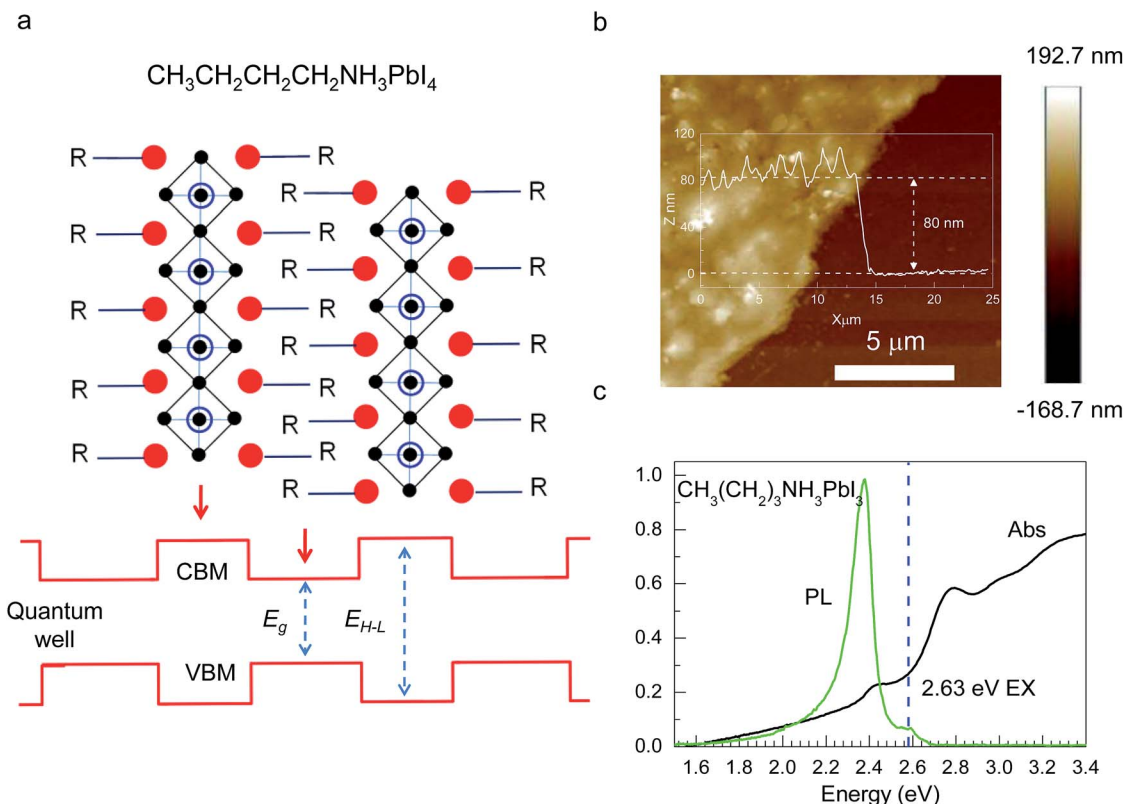 a
CH₃CH₂CH₂CH₂NH₃PbI₄
R R
R R
R R
R R
R R
R R
R R
R R
R R
R R
CBM
Quantum
well
E_g E_H-L
VBM
b
192.7 nm
-168.7 nm
120
80
40
0
Z nm
80 nm
0 5 10 15 20 25
Xμm
5 μm
c
1.0
0.8
0.6
0.4
0.2
0.0
CH₃(CH₂)₃NH₃PbI₃
Abs
PL
2.63 eV EX
1.6 1.8 2.0 2.2 2.4 2.6 2.8 3.0 3.2 3.4
Energy (eV)